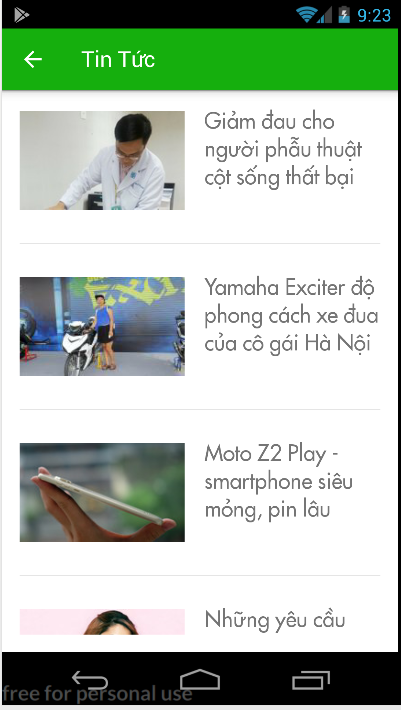 9:23
Tin Tức
Giảm đau cho
người phẫu thuật
cột sống thất bại
Yamaha Exciter độ
phong cách xe đua
của cô gái Hà Nội
Moto Z2 Play -
smartphone siêu
mỏng, pin lâu
Những yêu cầu
free for personal use